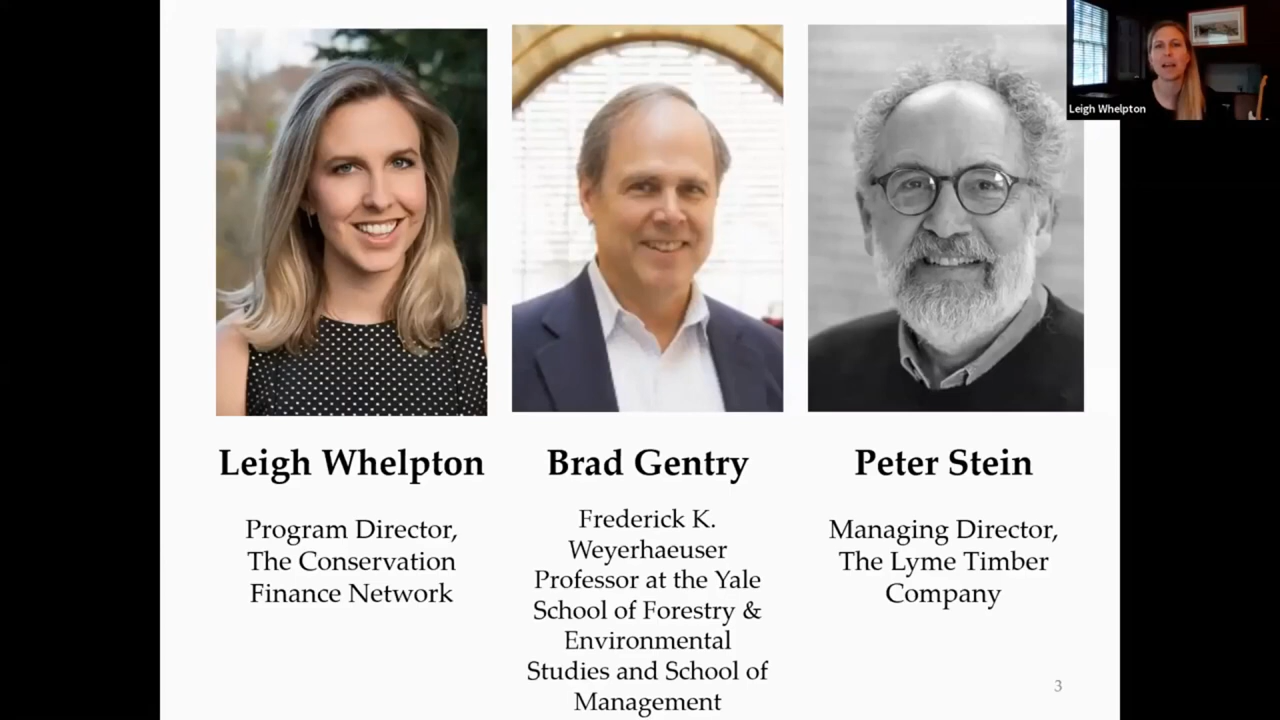 Leigh Whelpton
Leigh Whelpton
Program Director,
The Conservation
Finance Network
Brad Gentry
Frederick K.
Weyerhaeuser
Professor at the Yale
School of Forestry &
Environmental
Studies and School of
Management
Peter Stein
Managing Director,
The Lyme Timber
Company
3